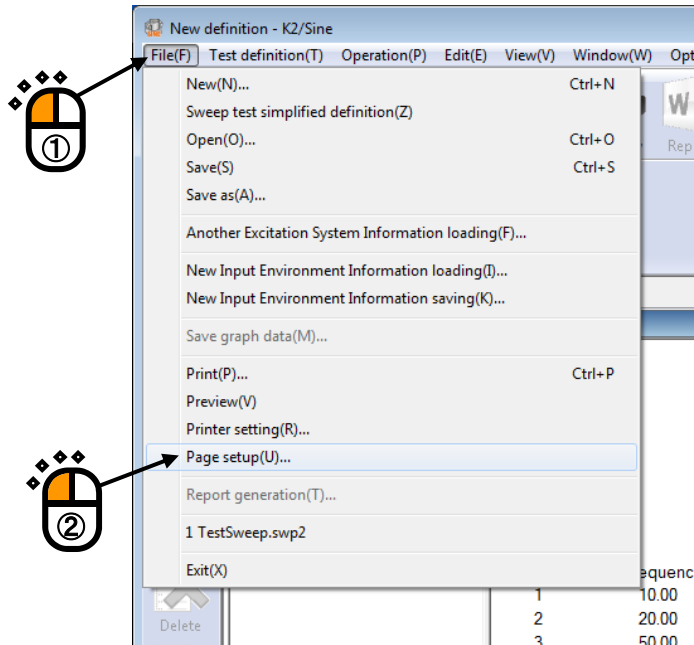 New definition - K2/Sine
File(F) Test definition(T) Operation(P) Edit(E) View(V) Window(W) Opt
New(N)... Ctrl+N
Sweep test simplified definition(Z)
Open(O)... Ctrl+O
Save(S) Ctrl+S
Save as(A)...
Another Excitation System Information loading(F)...
New Input Environment Information loading(I)...
New Input Environment Information saving(K)...
Save graph data(M)...
Print(P)... Ctrl+P
Preview(V)
Printer setting(R)...
Page setup(U)...
Report generation(T)...
1 TestSweep.swp2
Exit(X)
①
②
W
Rep
Delete
equenc
1 10.00
2 20.00
3 50.00